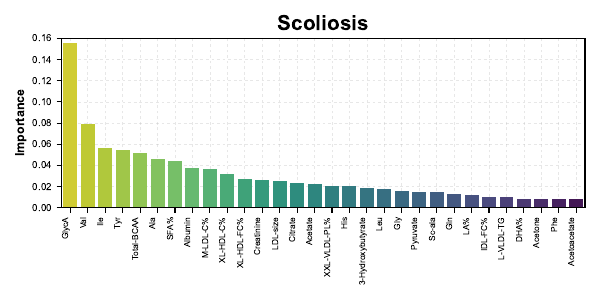 Scoliosis
Importance
0.16
0.14
0.12
0.10
0.08
0.06
0.04
0.02
0.00
GlycA
Val
Ile
Tyr
Total-BCAA
Ala
SFA%
Albumin
M-LDL-C%
XL-HDL-C%
XL-HDL-FC%
Creatinine
LDL-size
Citrate
Acetate
XXL-VLDL-PL%
His
3-Hydroxybutyrate
Leu
Gly
Pyruvate
Sc-ala
Gln
LA%
IDL-FC%
L-VLDL-TG
DHA%
Acetone
Phe
Acetoacetate